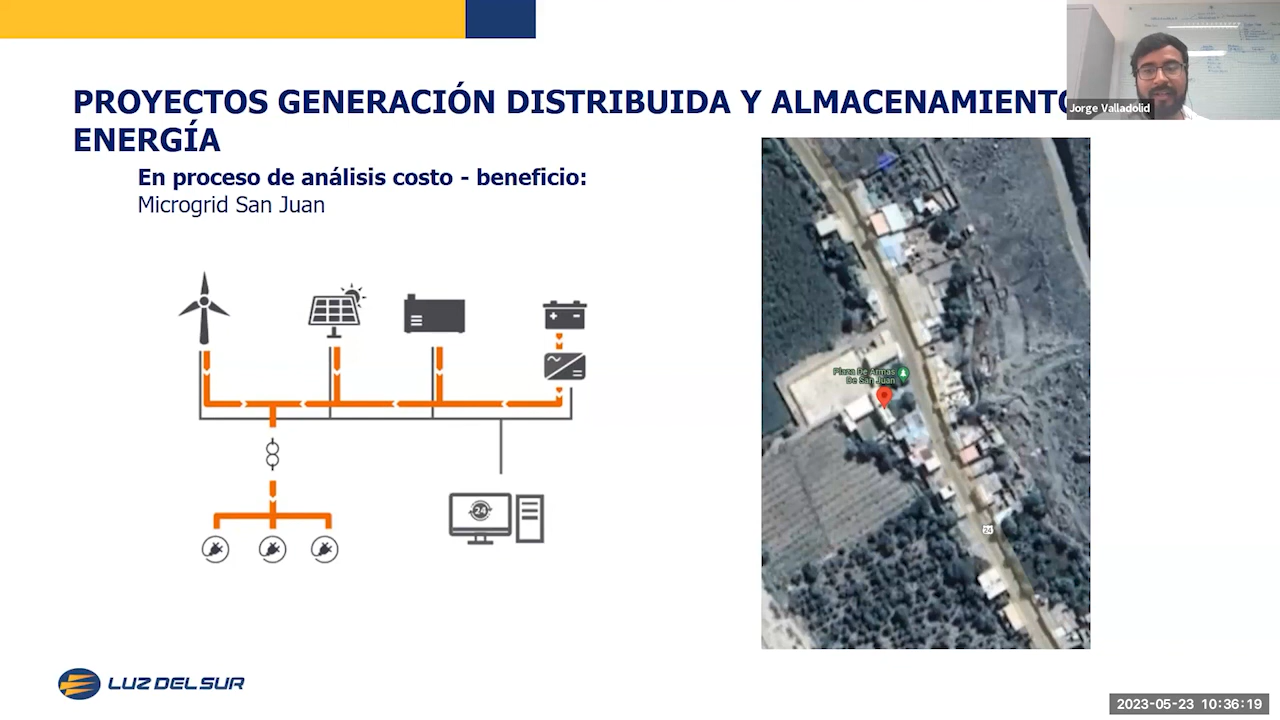 PROYECTOS GENERACIÓN DISTRIBUIDA Y ALMACENAMIENTO
ENERGÍA
Jorge Valladolid
En proceso de análisis costo - beneficio:
Microgrid San Juan
Plaza De Armas
De San Juan
24
24
LUZ DEL SUR
2023-05-23 10:36:19